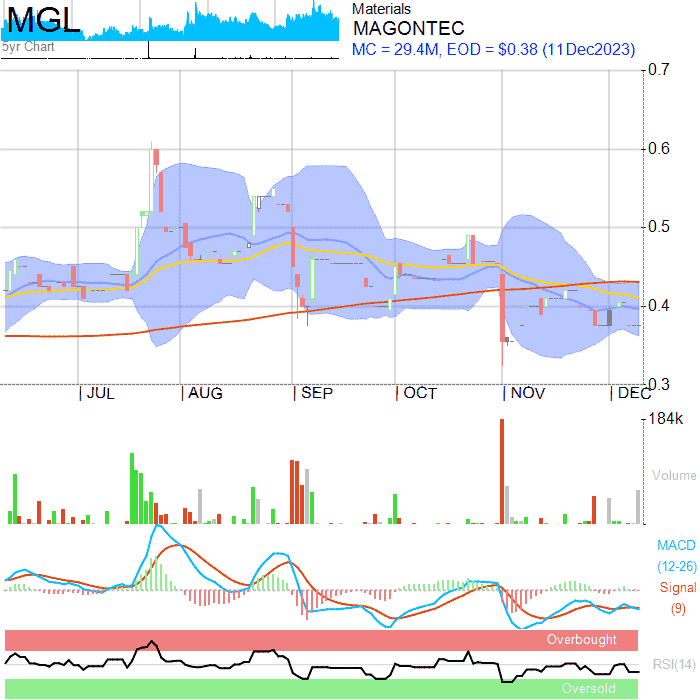 MGL
5yr Chart
Materials
MAGONTEC
MC = 29.4M, EOD = $0.38 (11Dec2023)
0.7
0.6
0.5
0.4
0.3
JUL AUG SEP OCT NOV DEC
184k
Volume
MACD
(12-26)
Signal
(9)
Overbought
RSI(14)
Oversold